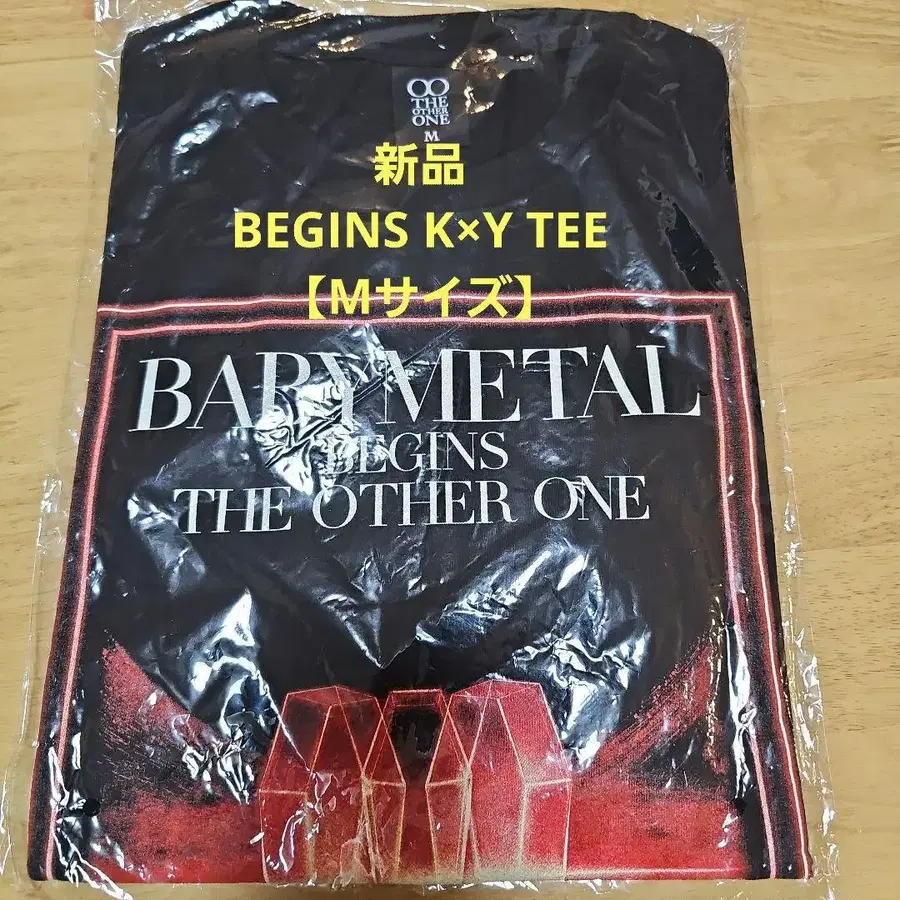 THE
OTHER
ONE
M
新品
BEGINS K×Y TEE
【Mサイズ】
BABYMETAL
BEGINS
THE OTHER ONE